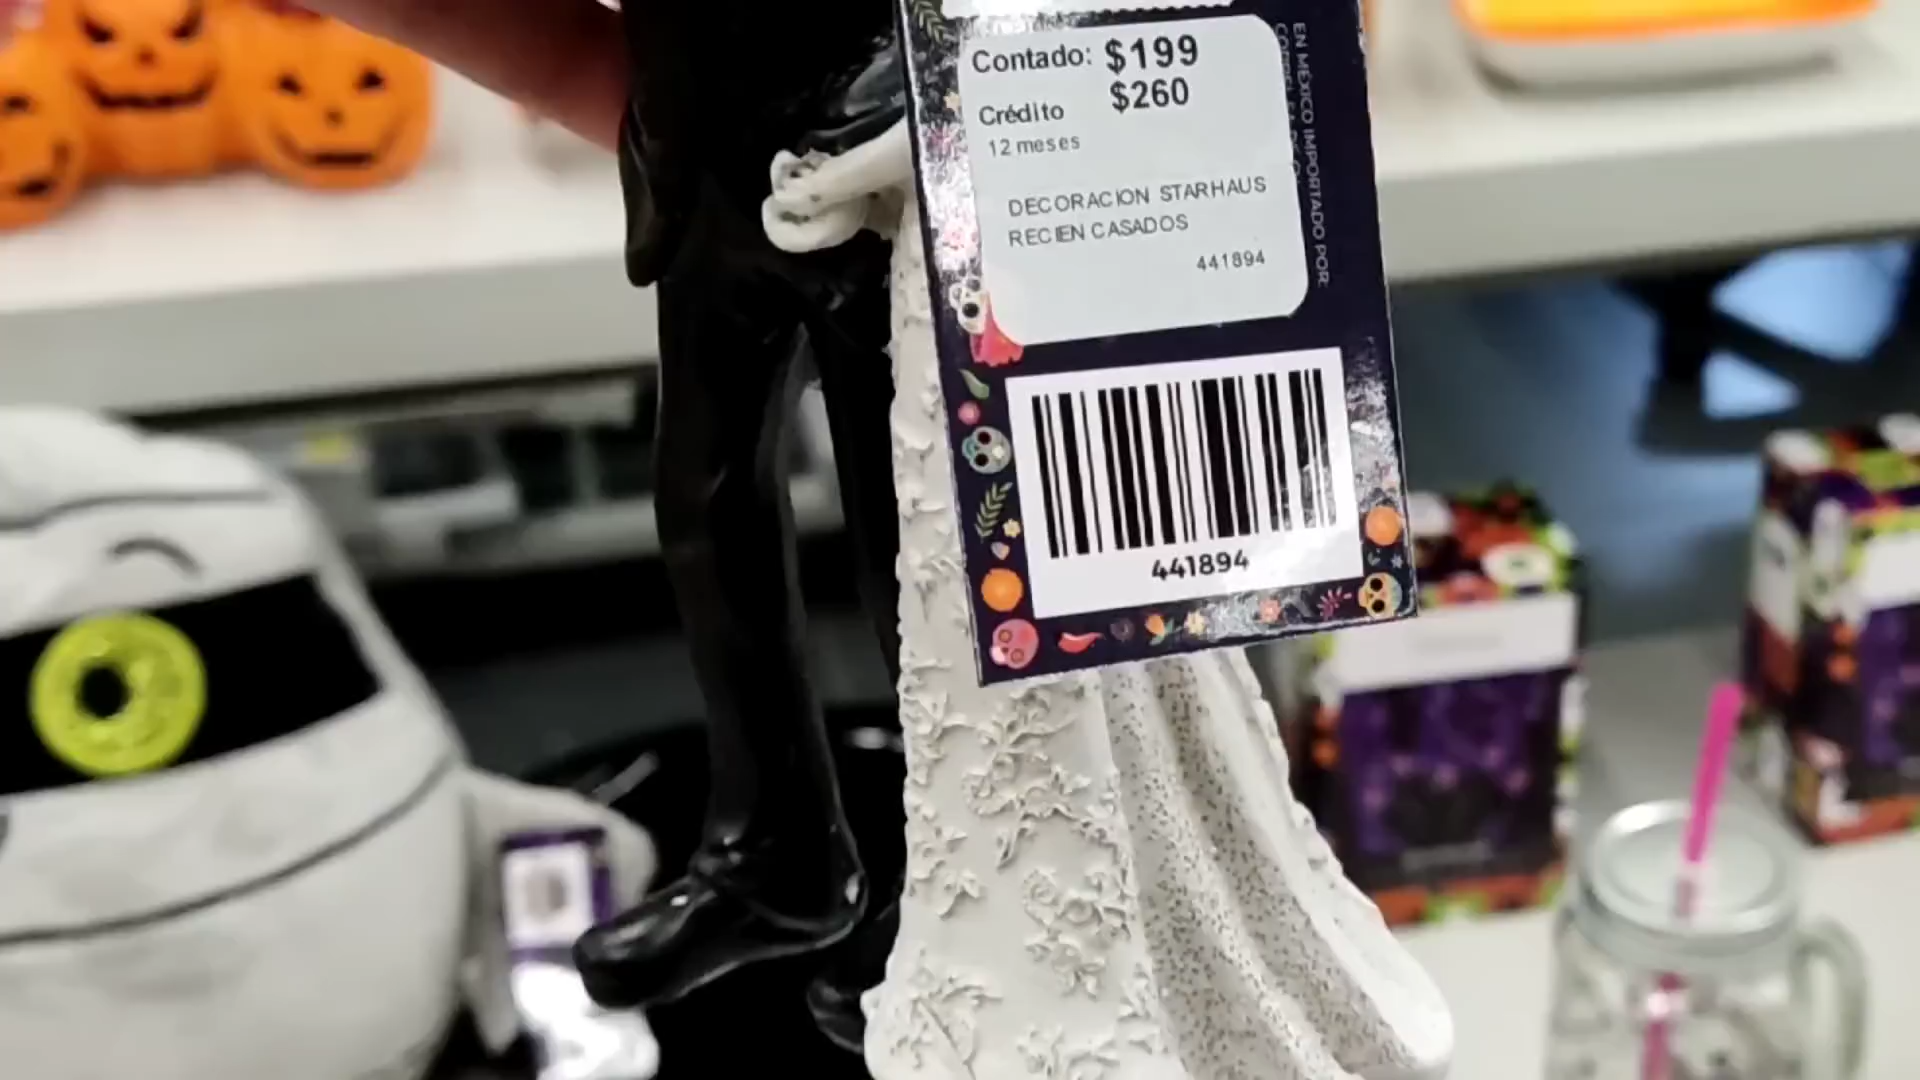 Contado: $199
$260
Crédito
12 meses
DECORACION STARHAUS
RECIEN CASADOS
441894
EN MÉXICO IMPORTADO POR:
441894